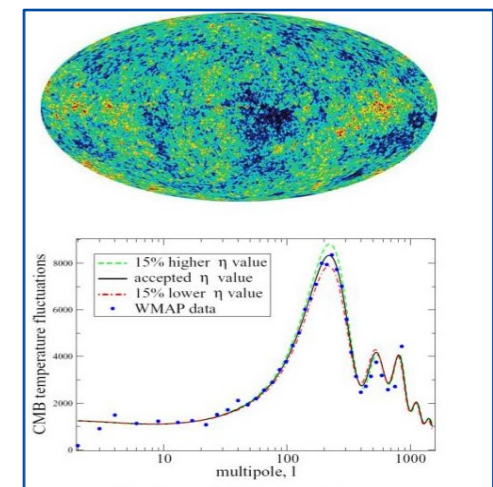 8000
6000
4000
2000
0
CMB temperature fluctuations
15% higher η value
accepted η value
15% lower η value
WMAP data
10
100
1000
multipole, l